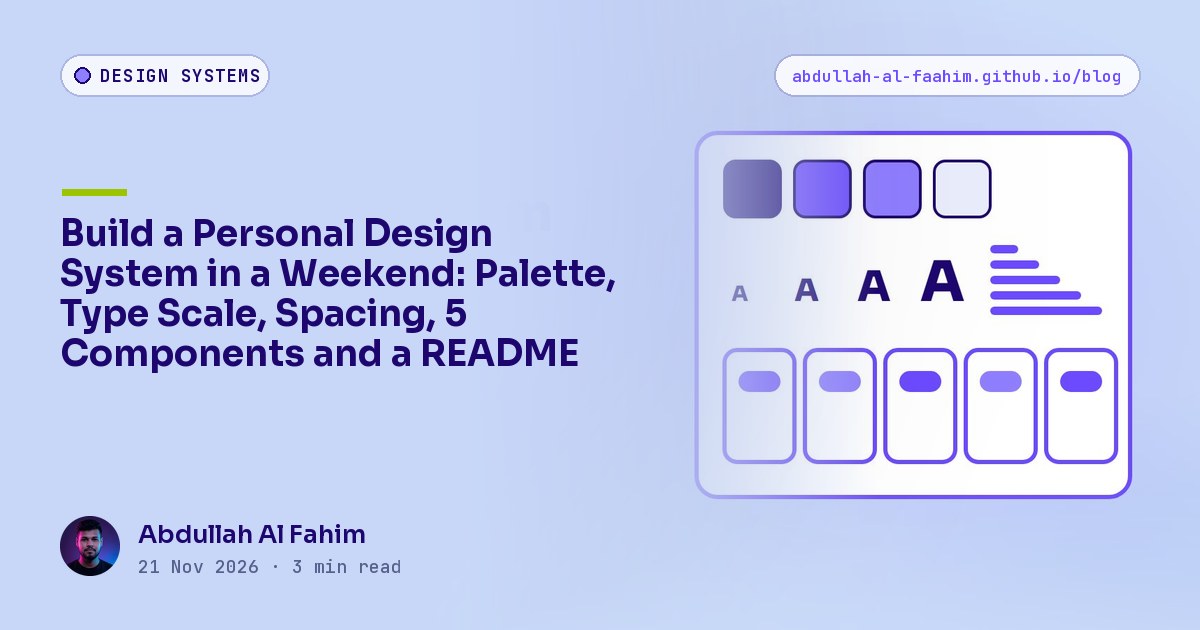 DESIGN SYSTEMS
abdullah-al-faahim.github.io/blog
Build a Personal Design
System in a Weekend: Palette,
Type Scale, Spacing, 5
Components and a README
A A A A
Abdullah Al Fahim
21 Nov 2026 · 3 min read